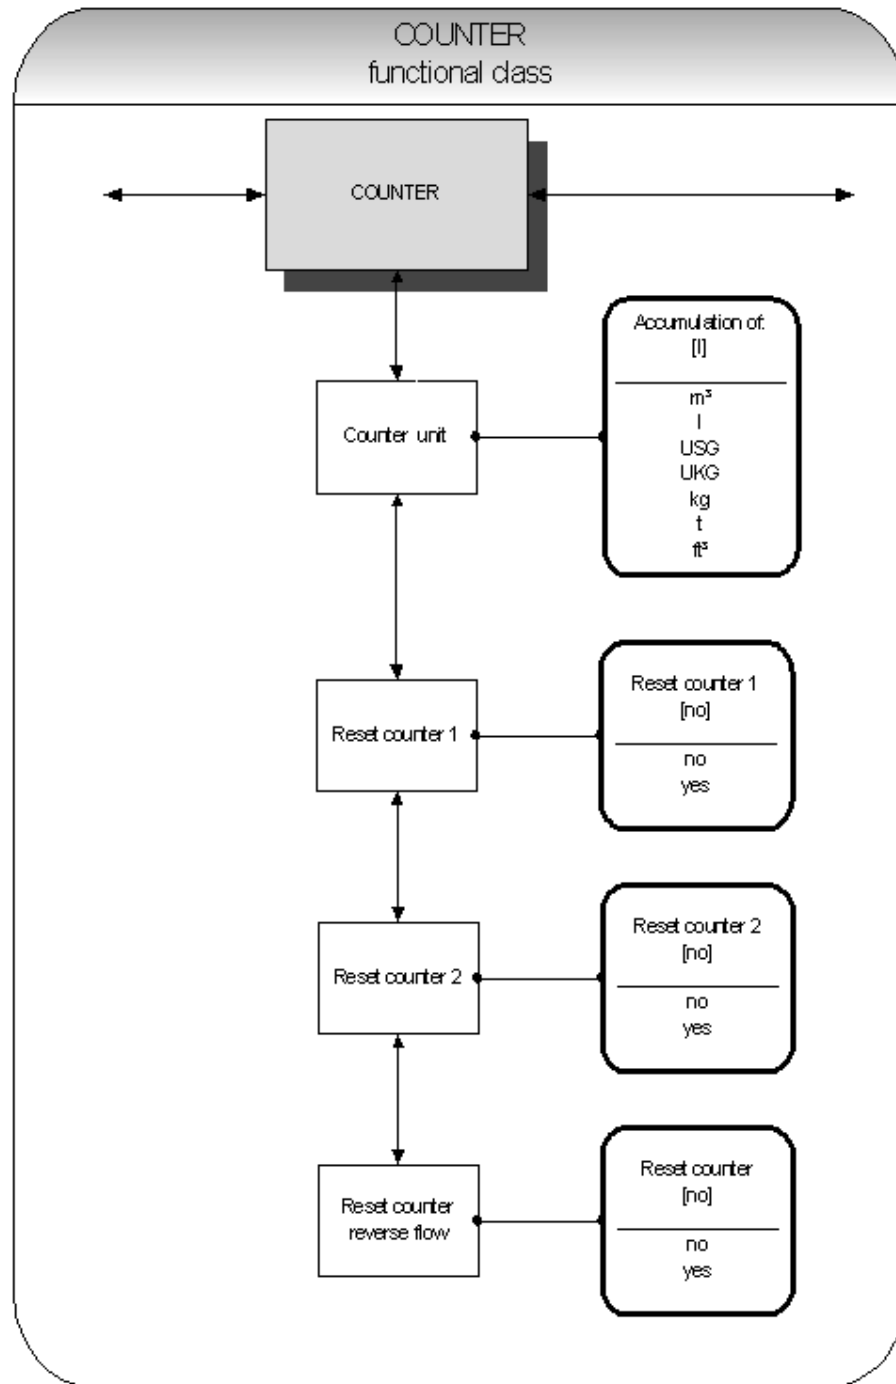 COUNTER
functional class
COUNTER
Accumulation of:
[l]
m³
l
USG
UKG
kg
t
ft³
Counter unit
Reset counter 1
[no]
no
yes
Reset counter 1
Reset counter 2
[no]
no
yes
Reset counter 2
Reset counter
[no]
no
yes
Reset counter
reverse flow